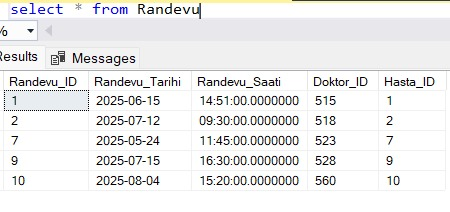 select * from Randevu
%
Results Messages
Randevu_ID Randevu_Tarihi Randevu_Saati Doktor_ID Hasta_ID
1 2025-06-15 14:51:00.0000000 515 1
2 2025-07-12 09:30:00.0000000 518 2
7 2025-05-24 11:45:00.0000000 523 7
9 2025-07-15 16:30:00.0000000 528 9
10 2025-08-04 15:20:00.0000000 560 10